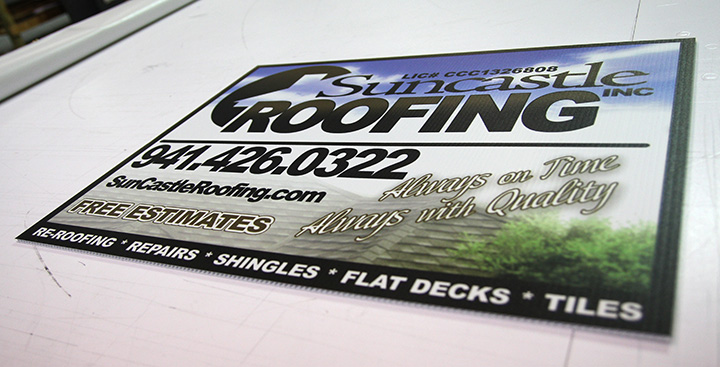 LIC# CCC1326808
Suncastle
ROOFING INC
941.426.0322
SunCastleRoofing.com
Always on Time
Always with Quality
FREE ESTIMATES
RE-ROOFING * REPAIRS * SHINGLES * FLAT DECKS * TILES